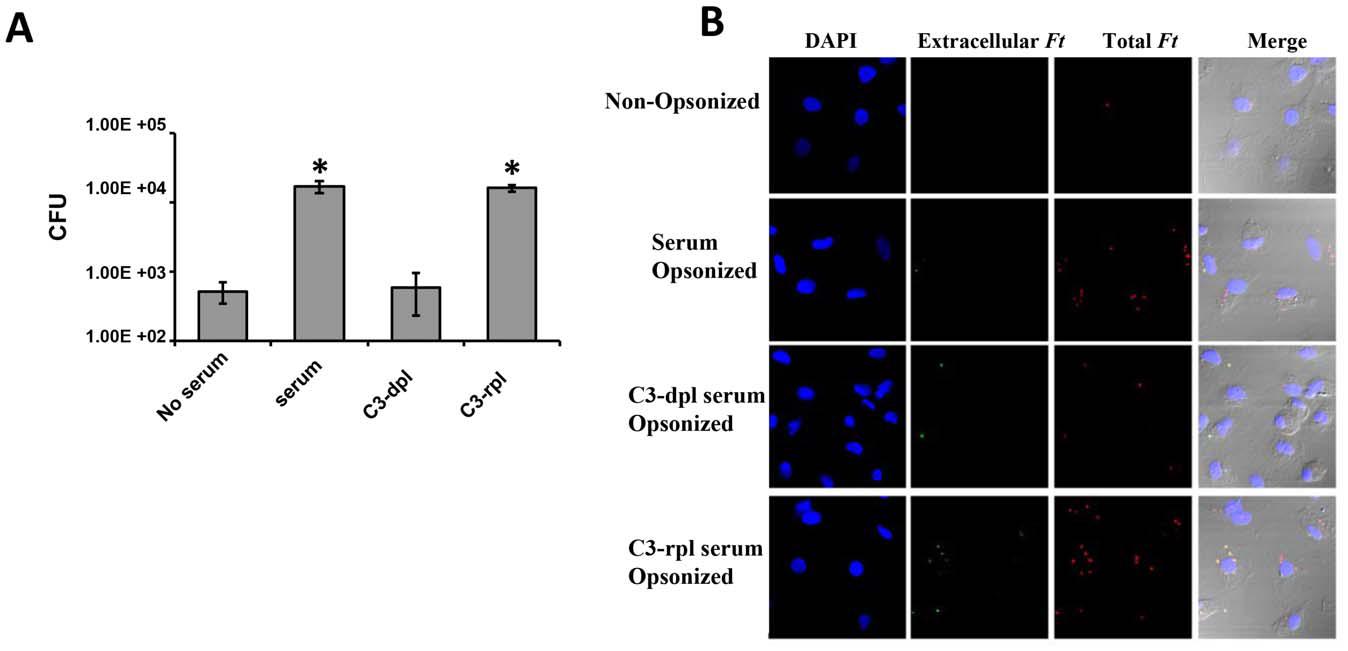 A
1.00E +05
1.00E +04
1.00E +03
1.00E +02
CFU
*
*
No serum
serum
C3-dpl
C3-rpl
B
DAPI
Extracellular Ft
Total Ft
Merge
Non-Opsonized
Serum
Opsonized
C3-dpl serum
Opsonized
C3-rpl serum
Opsonized